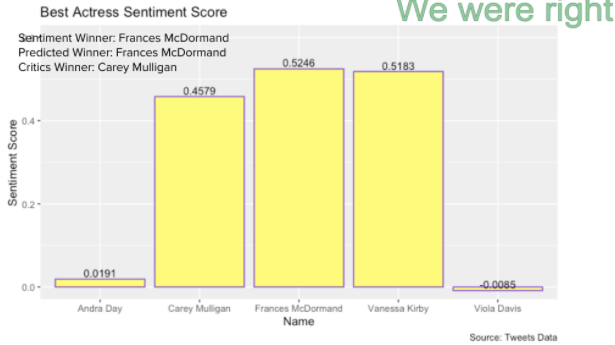 We were right
Best Actress Sentiment Score
Sentiment Winner: Frances McDormand
Predicted Winner: Frances McDormand
Critics Winner: Carey Mulligan
0.5246
0.5183
0.4579
0.4
0.2
0.0191
-0.0085
0.0
Sentiment Score
Andra Day
Carey Mulligan
Frances McDormand
Vanessa Kirby
Viola Davis
Name
Source: Tweets Data